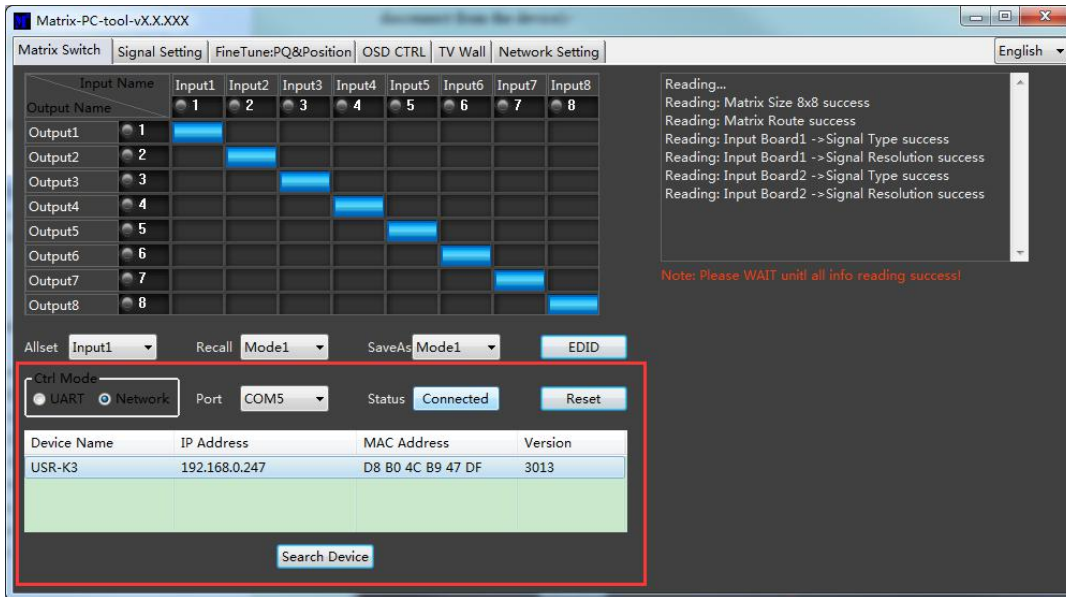 Matrix-PC-tool-vX.X.XXX
Matrix Switch Signal Setting FineTune:PQ&Position OSD CTRL TV Wall Network Setting English
Input Name Input1 Input2 Input3 Input4 Input5 Input6 Input7 Input8
Output Name 1 2 3 4 5 6 7 8
Output1 1
Output2 2
Output3 3
Output4 4
Output5 5
Output6 6
Output7 7
Output8 8
Reading...
Reading: Matrix Size 8x8 success
Reading: Matrix Route success
Reading: Input Board1 ->Signal Type success
Reading: Input Board1 ->Signal Resolution success
Reading: Input Board2 ->Signal Type success
Reading: Input Board2 ->Signal Resolution success
Note: Please WAIT unitl all info reading success!
Allset Input1 Recall Mode1 SaveAs Mode1 EDID
Ctrl Mode
UART Network Port COM5 Status Connected Reset
Device Name IP Address MAC Address Version
USR-K3 192.168.0.247 D8 B0 4C B9 47 DF 3013
Search Device